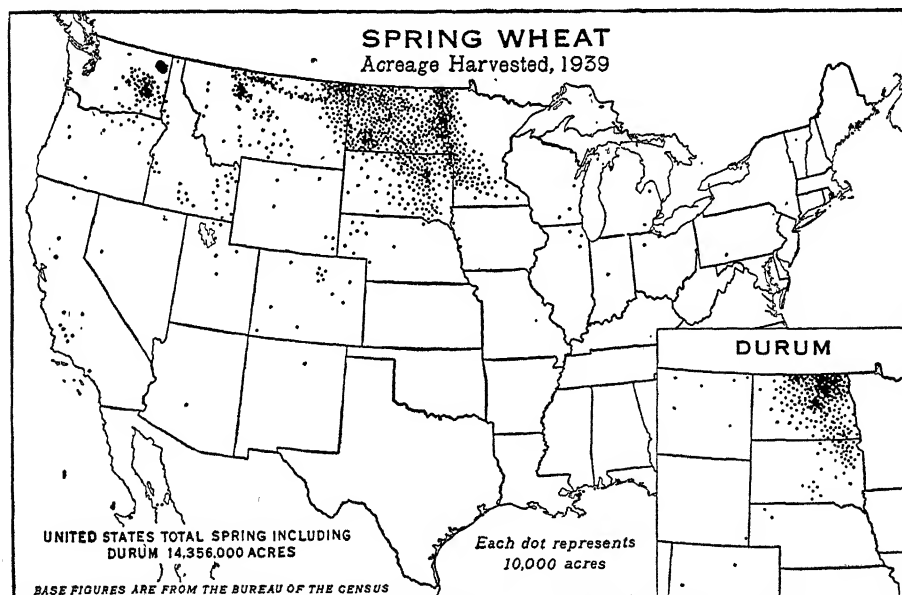 SPRING WHEAT
Acreage Harvested, 1939
DURUM
UNITED STATES TOTAL SPRING INCLUDING
DURUM 14,356,000 ACRES
Each dot represents
10,000 acres
BASE FIGURES ARE FROM THE BUREAU OF THE CENSUS